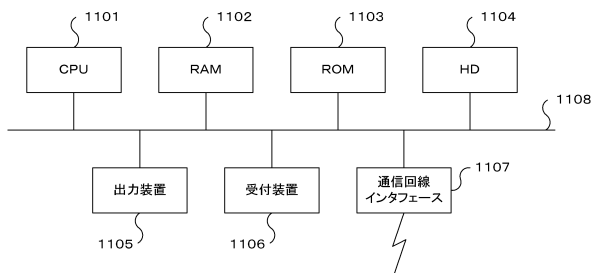 1101
1102
1103
1104
CPU
RAM
ROM
HD
1108
出力装置
受付装置
通信回線
インタフェース
1107
1105
1106